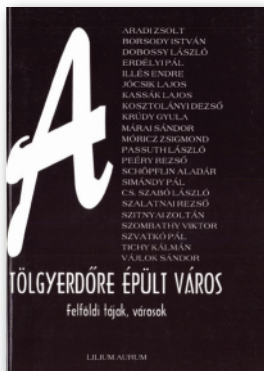 A
ARADI ZSOLT
BORSODY ISTVÁN
DOBOSSY LÁSZLÓ
ERDÉLYI PÁL
ILLÉS ENDRE
JÓCSIK LAJOS
KASSÁK LAJOS
KOSZTOLÁNYI DEZSŐ
KRÚDY GYULA
MÁRAI SÁNDOR
MÓRICZ ZSIGMOND
PASSUTH LÁSZLÓ
PEÉRY REZSŐ
SCHÖPFLIN ALADÁR
SIMÁNDY PÁL
CS. SZABÓ LÁSZLÓ
SZALATNAI REZSŐ
SZITNYAI ZOLTÁN
SZOMBATHY VIKTOR
SZVATKÓ PÁL
TICHY KÁLMÁN
VÁJLOK SÁNDOR
TÖLGYERDŐRE ÉPÜLT VÁROS
Felföldi tájak, városok
LILIUM AURUM